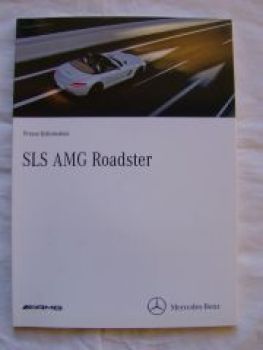 Presse-Information
SLS AMG Roadster
AMG
Mercedes-Benz